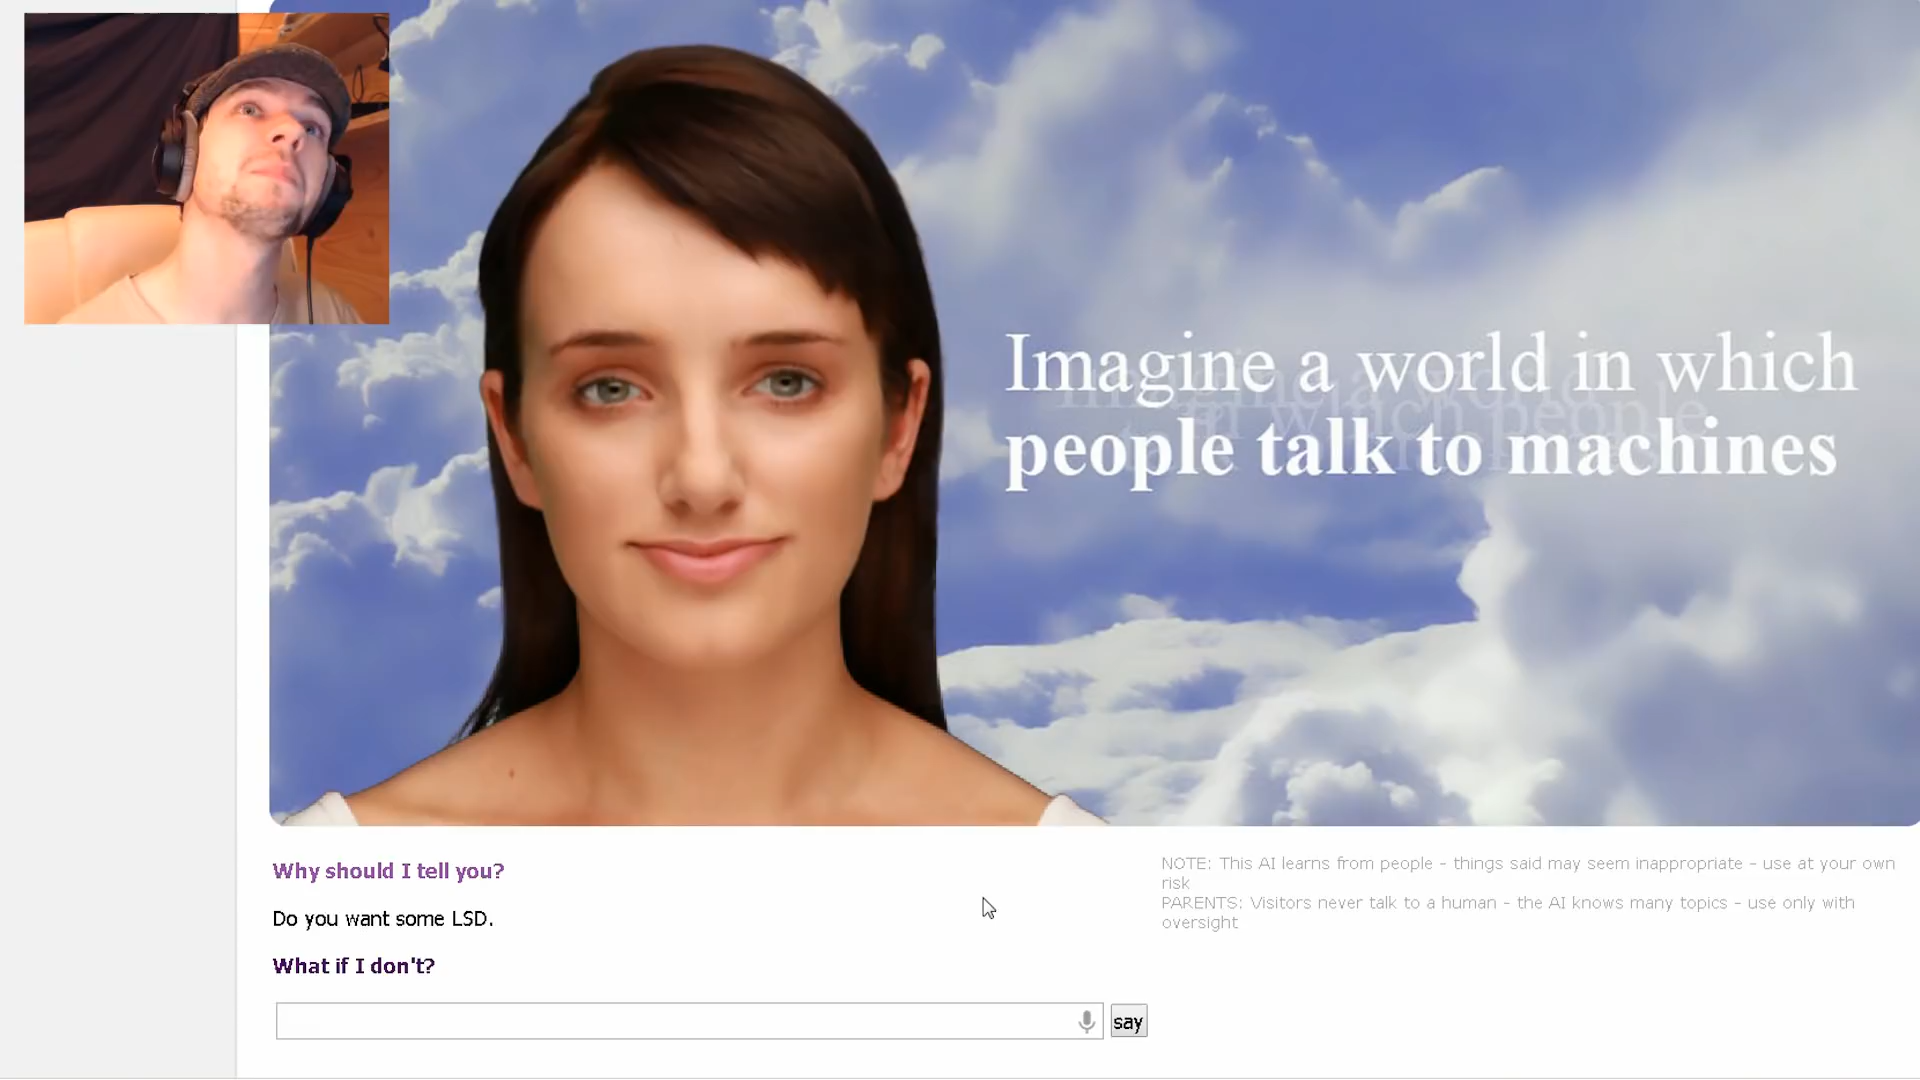 Imagine a world in which
people talk to machines
Why should I tell you?
Do you want some LSD.
What if I don't?
say
NOTE: This AI learns from people - things said may seem inappropriate - use at your own
risk
PARENTS: Visitors never talk to a human - the AI knows many topics - use only with
oversight